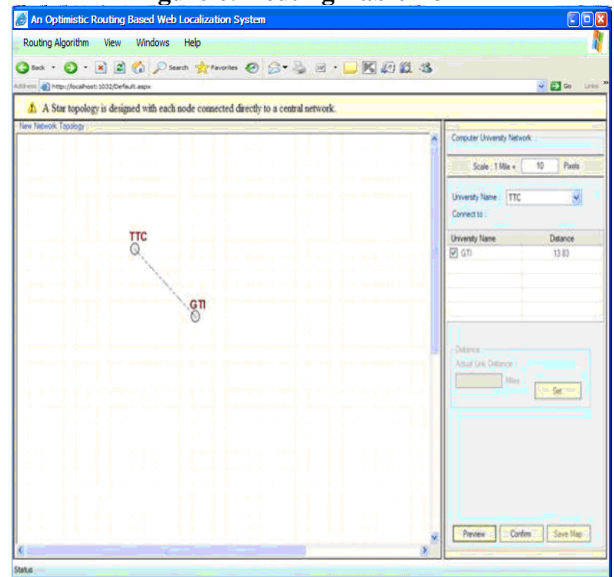 An Optimistic Routing Based Web Localization System
Routing Algorithm View Windows Help
Back Search Favorites
Address http://localhost:1032/Default.aspx Go Links
A Star topology is designed with each node connected directly to a central network.
New Network Topology
TTC
GTI
Computer University Network
Scale : 1 Mile = 10 Pixels
University Name : TTC
Connect to :
University Name Distance
GTI 13.83
Distance
Actual Link Distance :
Miles
Set
Preview Confirm Save Map
Status